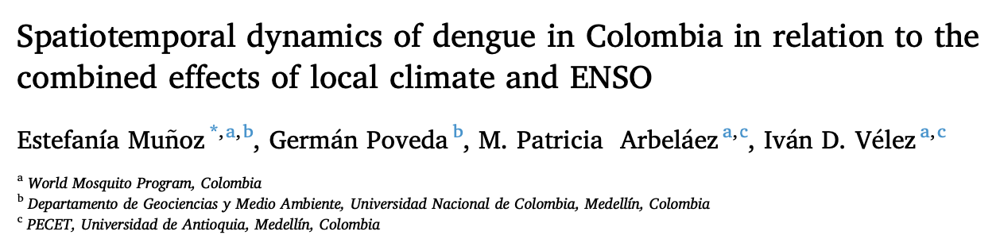 Spatiotemporal dynamics of dengue in Colombia in relation to the
combined effects of local climate and ENSO
Estefanía Muñoz *,a,b, Germán Poveda b, M. Patricia Arbeláez a,c, Iván D. Vélez a,c
a World Mosquito Program, Colombia
b Departamento de Geociencias y Medio Ambiente, Universidad Nacional de Colombia, Medellín, Colombia
c PECET, Universidad de Antioquia, Medellín, Colombia